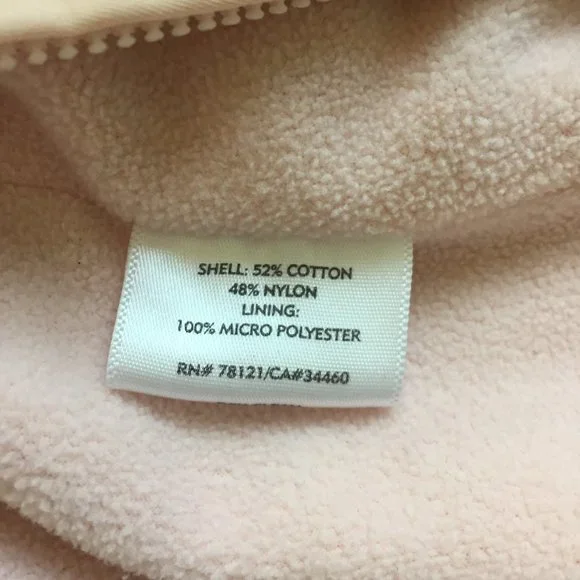 SHELL: 52% COTTON
48% NYLON
LINING:
100% MICRO POLYESTER
RN# 78121/CA#34460